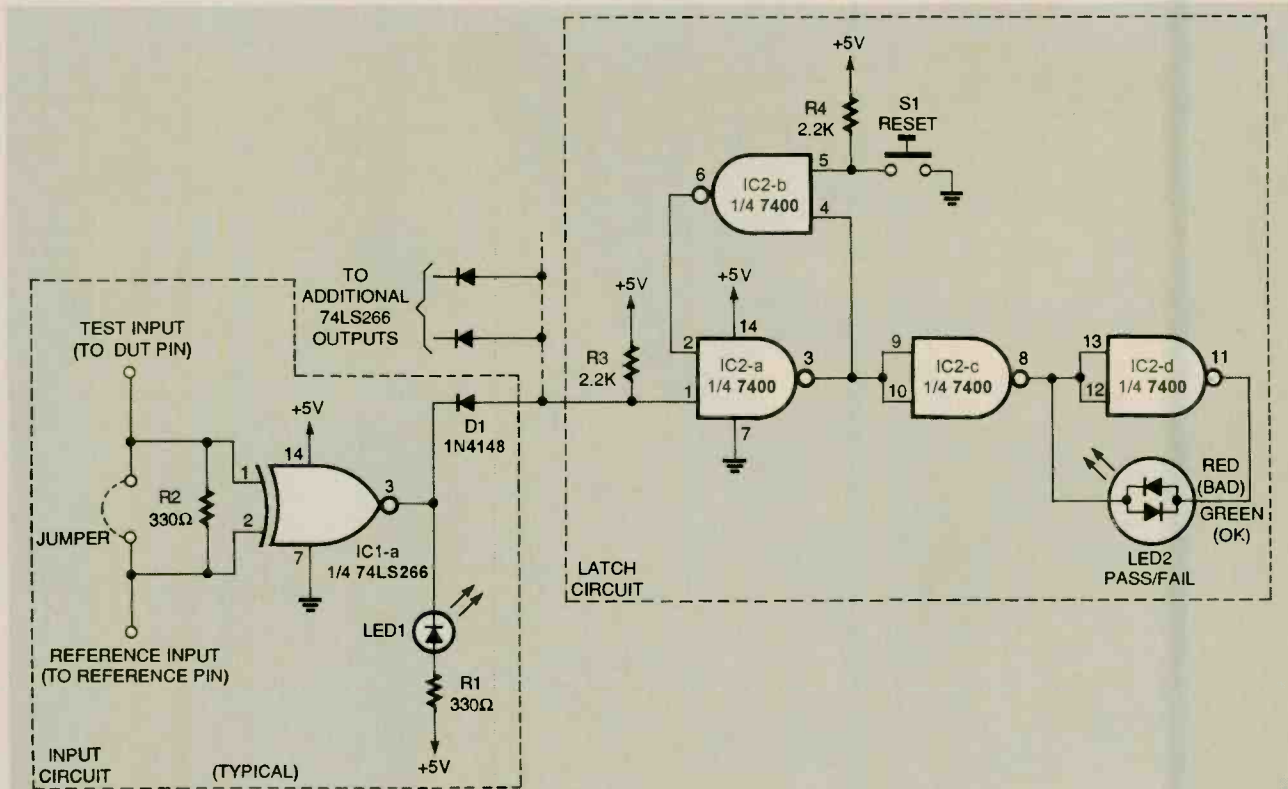 TEST INPUT
(TO DUT PIN)
JUMPER
R2
330Ω
1
2
+5V
14
3
7
IC1-a
1/4 74LS266
REFERENCE INPUT
(TO REFERENCE PIN)
LED1
R1
330Ω
+5V
INPUT
CIRCUIT
(TYPICAL)
TO
ADDITIONAL
74LS266
OUTPUTS
D1
1N4148
+5V
R3
2.2K
+5V
R4
2.2K
S1
RESET
6
IC2-b
1/4 7400
5
4
+5V
14
2
1
IC2-a
1/4 7400
3
7
9
10
IC2-c
1/4 7400
8
13
12
IC2-d
1/4 7400
11
RED
(BAD)
GREEN
(OK)
LED2
PASS/FAIL
LATCH
CIRCUIT